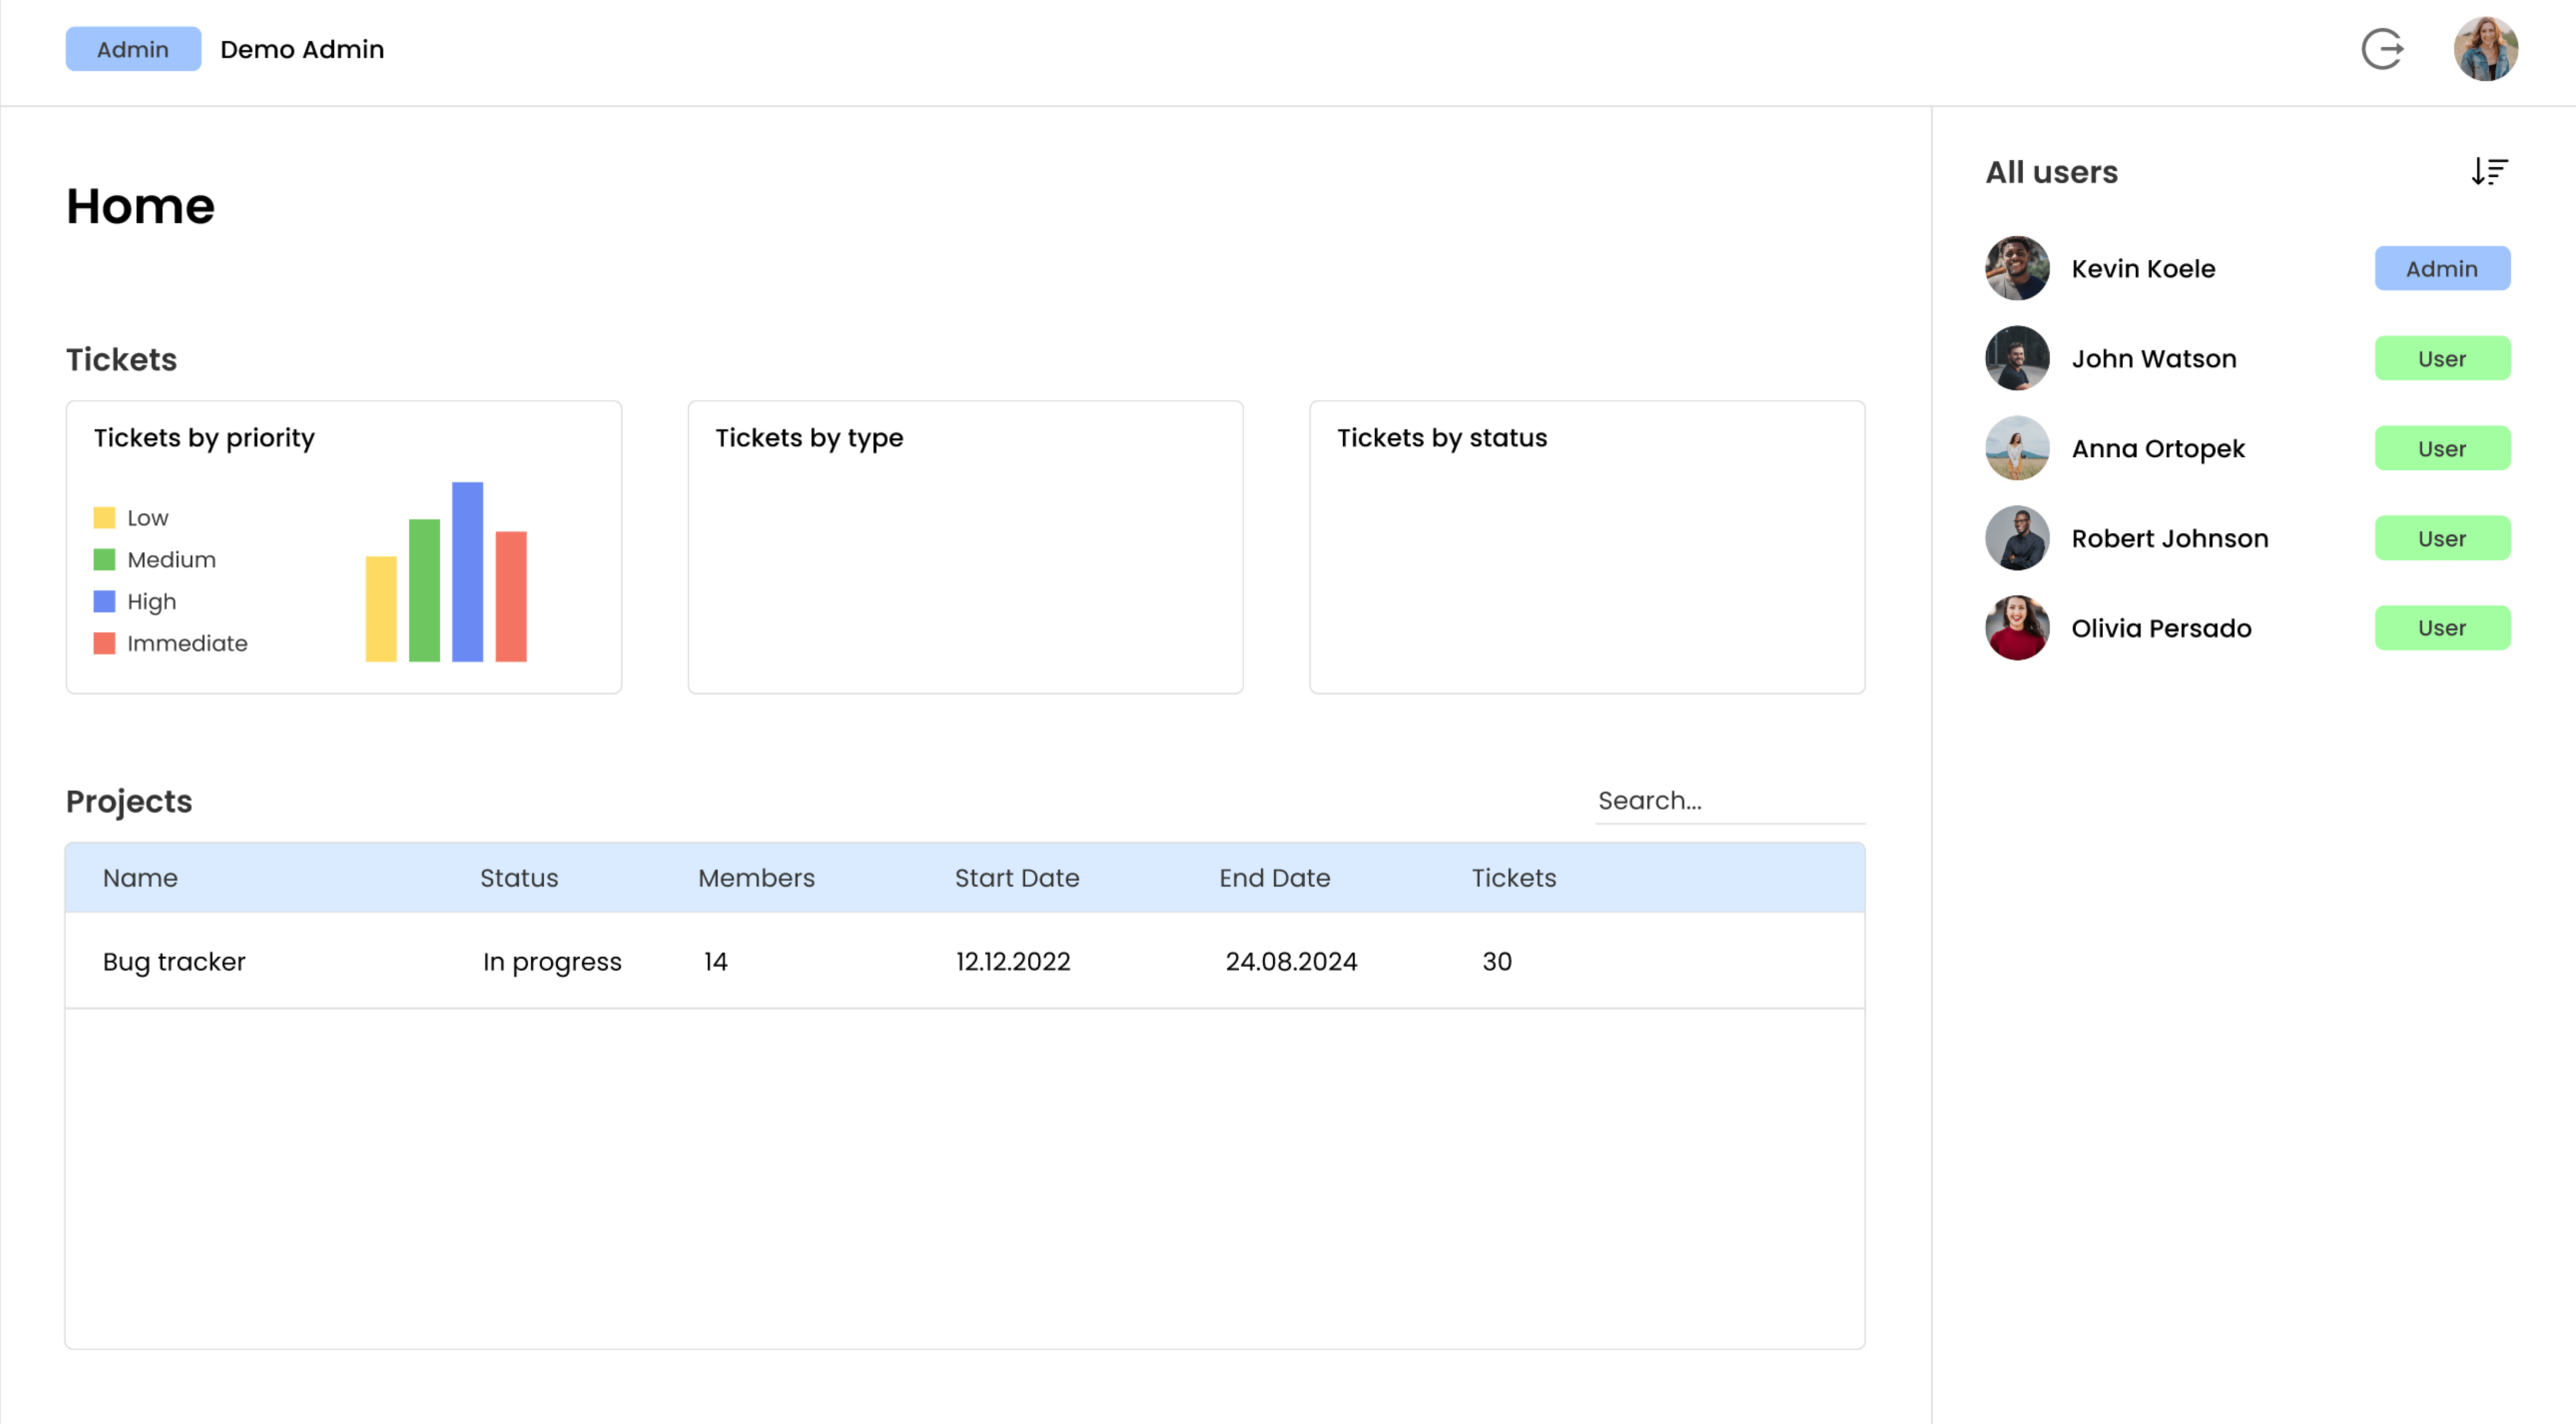 Admin Demo Admin
Home
Tickets
Tickets by priority
Low
Medium
High
Immediate
Tickets by type
Tickets by status
Projects
Search...
Name Status Members Start Date End Date Tickets
Bug tracker In progress 14 12.12.2022 24.08.2024 30
All users
Kevin Koele Admin
John Watson User
Anna Ortopek User
Robert Johnson User
Olivia Persado User